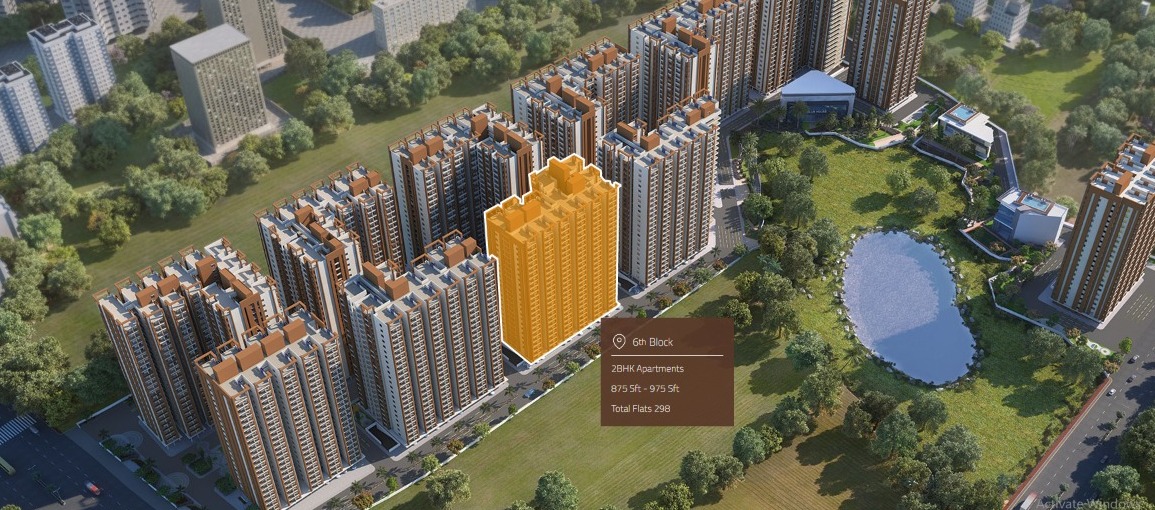 6th Block
2BHK Apartments
875 Sft - 975 Sft
Total Flats 298
Activate Windows